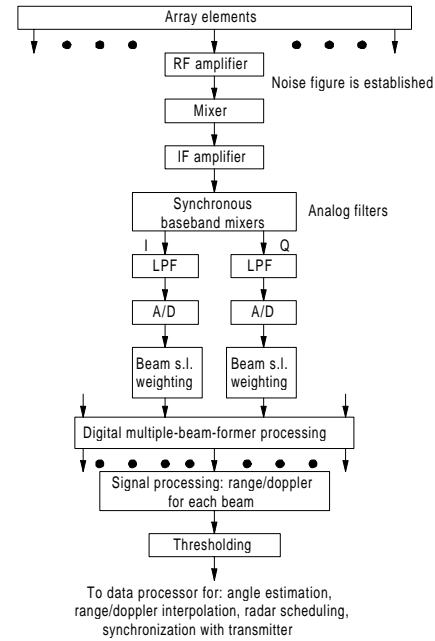 Array elements
RF amplifier
Noise figure is established
Mixer
IF amplifier
Synchronous
baseband mixers
Analog filters
I Q
LPF LPF
A/D A/D
Beam s.l. Beam s.l.
weighting weighting
Digital multiple-beam-former processing
Signal processing: range/doppler
for each beam
Thresholding
To data processor for: angle estimation,
range/doppler interpolation, radar scheduling,
synchronization with transmitter